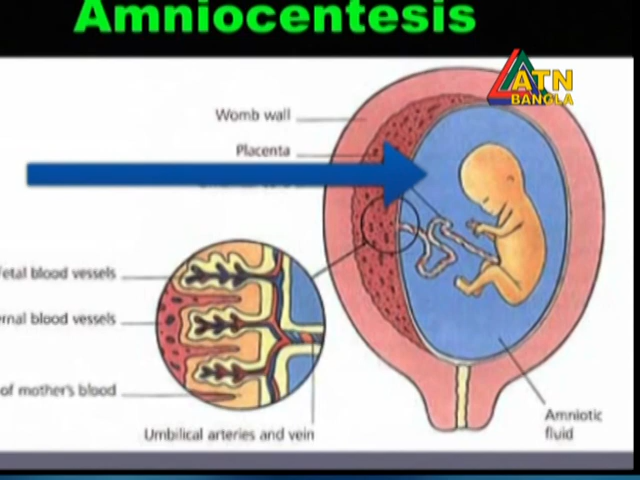 Amniocentesis
ATN
BANGLA
Womb wall
Placenta
etal blood vessels
ernal blood vessels
of mother's blood
Umbilical arteries and vein
Amniotic
fluid